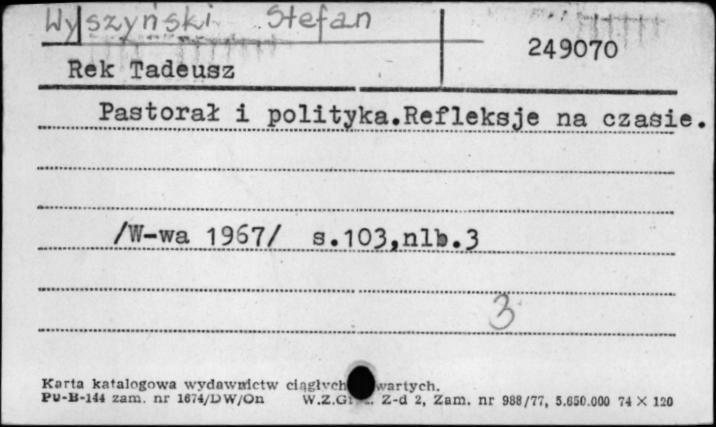 Wyszyński Stefan
249070
Rek Tadeusz
Pastorał i polityka.Refleksje na czasie.
/W-wa 1967/ s.103,nlb.3
3
Karta katalogowa wydawnictw ciągłych wartych.
PU-B-144 zam. nr 1674/DW/On W.Z.G. Z-d 2, Zam. nr 988/77, 5.650.000 74 X 120